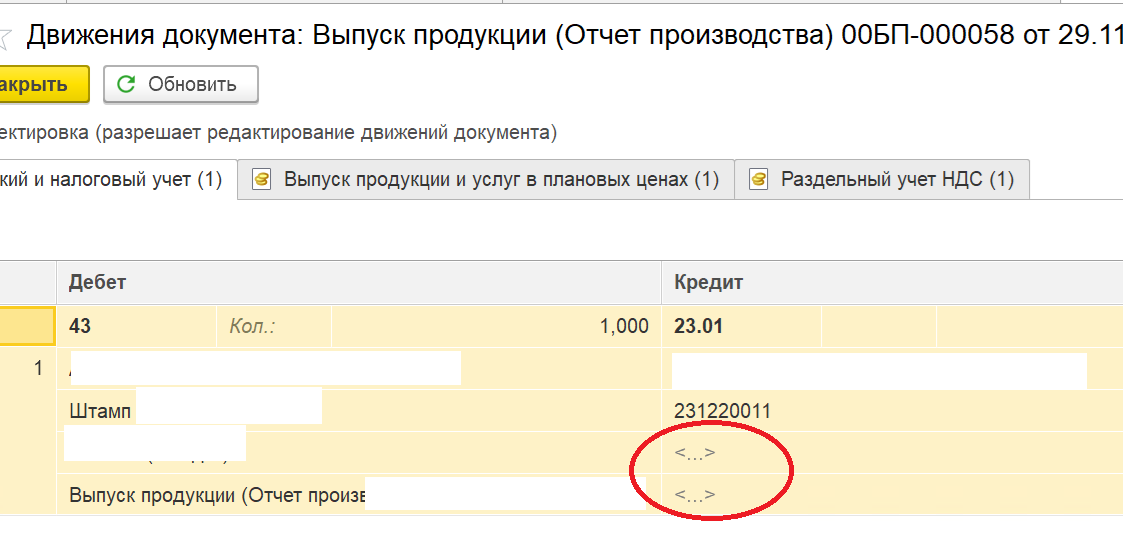 Движения документа: Выпуск продукции (Отчет производства) 00БП-000058 от 29.11
акрыть Обновить
ектировка (разрешает редактирование движений документа)
кий и налоговый учет (1) Выпуск продукции и услуг в плановых ценах (1) Раздельный учет НДС (1)
Дебет Кредит
43 Кол.: 1,000 23.01
1
Штамп 231220011
<...>
Выпуск продукции (Отчет произв <...>